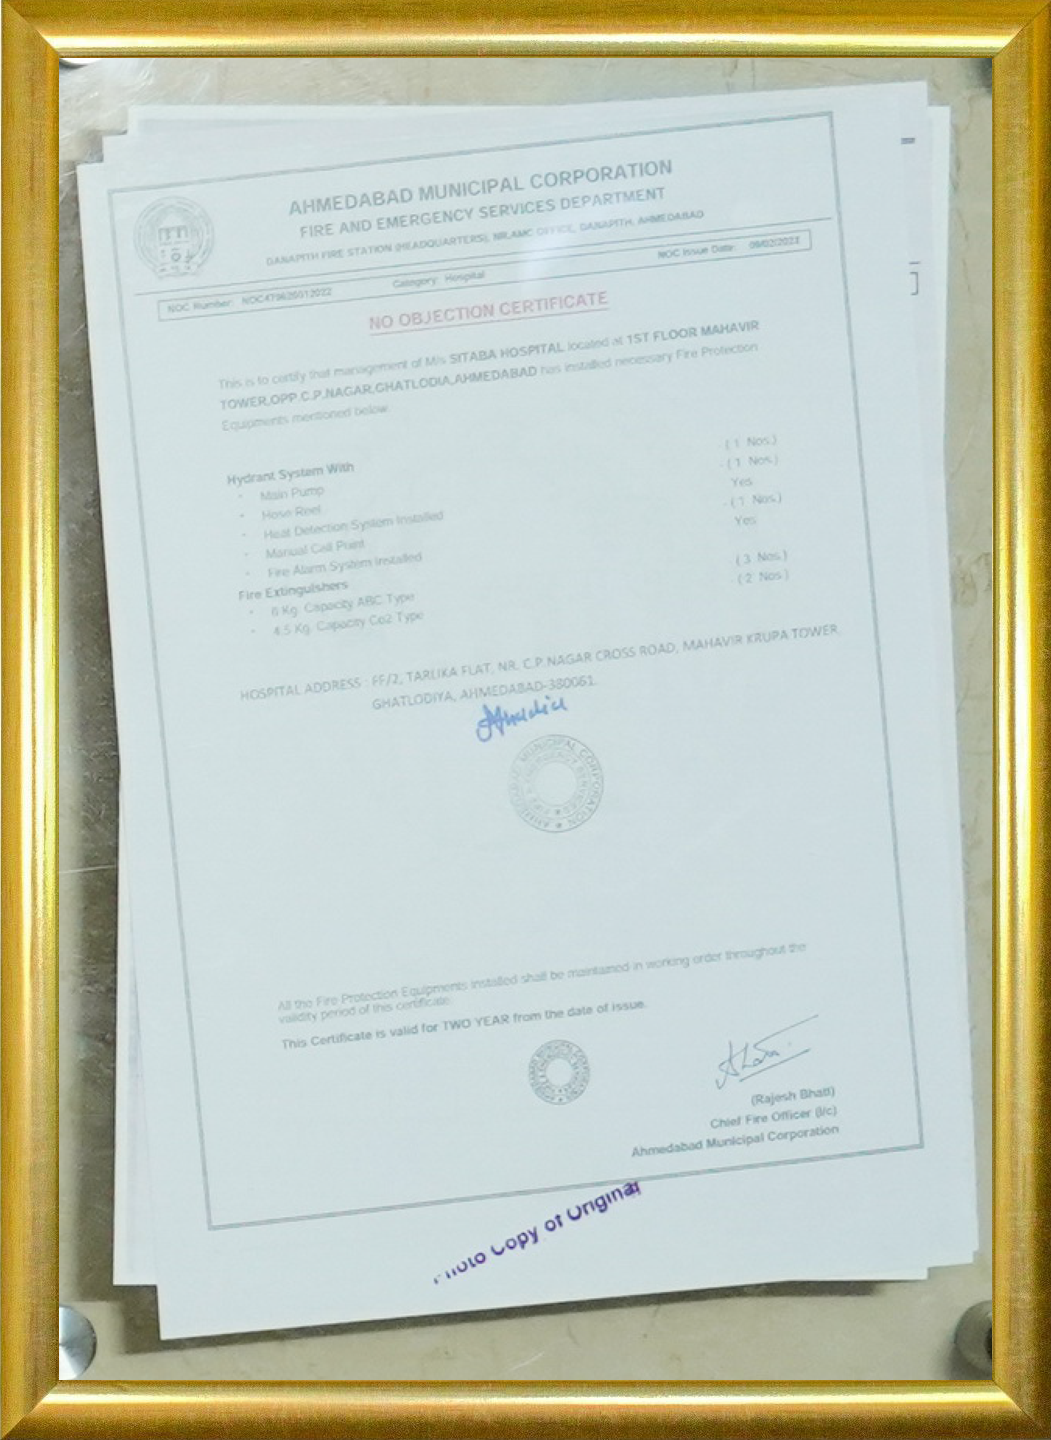 AHMEDABAD MUNICIPAL CORPORATION
FIRE AND EMERGENCY SERVICES DEPARTMENT
DANAPITH FIRE STATION (HEADQUARTERS), NR.AMC OFFICE, DANAPITH, AHMEDABAD
NOC Number: Category: Hospital NOC Issue Date:
NO OBJECTION CERTIFICATE
This is to certify that management of M/s SITABA HOSPITAL located at 1ST FLOOR MAHAVIR
TOWER,OPP.C.P.NAGAR,GHATLODIA,AHMEDABAD has installed necessary Fire Protection
Equipments mentioned below.
Hydrant System With
- Main Pump - ( 1 Nos.)
- Hose Reel - ( 1 Nos.)
- Heat Detection System Installed Yes
- Manual Call Point - ( 1 Nos.)
- Fire Alarm System Installed Yes
Fire Extinguishers
- 6 Kg. Capacity ABC Type - ( 3 Nos.)
- 4.5 Kg. Capacity Co2 Type - ( 2 Nos.)
HOSPITAL ADDRESS : FF/2, TARLIKA FLAT, NR. C.P.NAGAR CROSS ROAD, MAHAVIR KRUPA TOWER,
GHATLODIYA, AHMEDABAD-380061.
AHMEDABAD MUNICIPAL CORPORATION
All the Fire Protection Equipments installed shall be maintained in working order throughout the
validity period of this certificate.
This Certificate is valid for TWO YEAR from the date of issue.
(Rajesh Bhatt)
Chief Fire Officer (I/c)
Ahmedabad Municipal Corporation
Photo Copy of Original